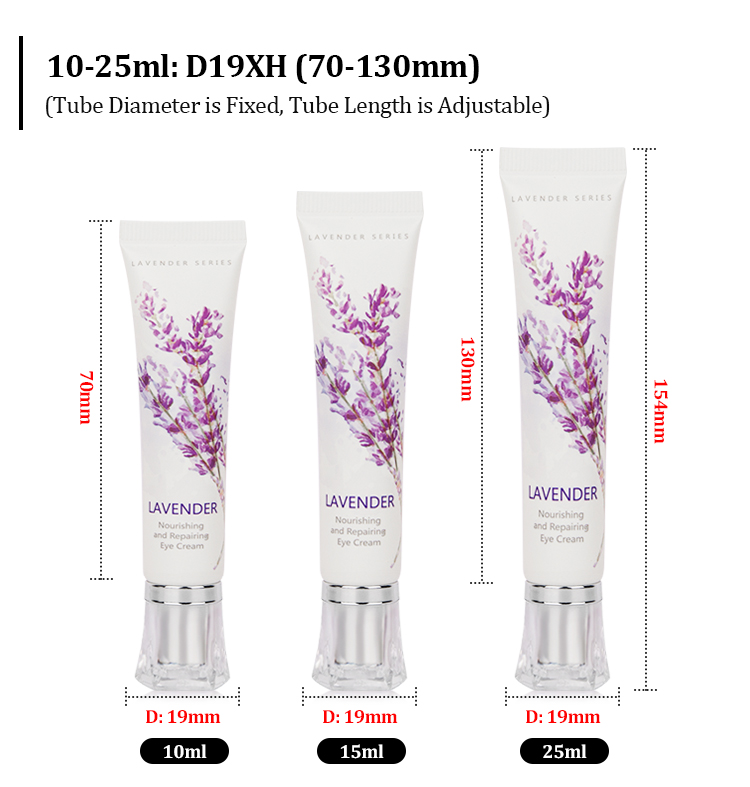 10-25ml: D19XH (70-130mm)
(Tube Diameter is Fixed, Tube Length is Adjustable)
LAVENDER SERIES
LAVENDER SERIES
LAVENDER SERIES
70mm
130mm
154mm
LAVENDER
Nourishing
and Repairing
Eye Cream
LAVENDER
Nourishing
and Repairing
Eye Cream
LAVENDER
Nourishing
and Repairing
Eye Cream
D: 19mm
D: 19mm
D: 19mm
10ml
15ml
25ml